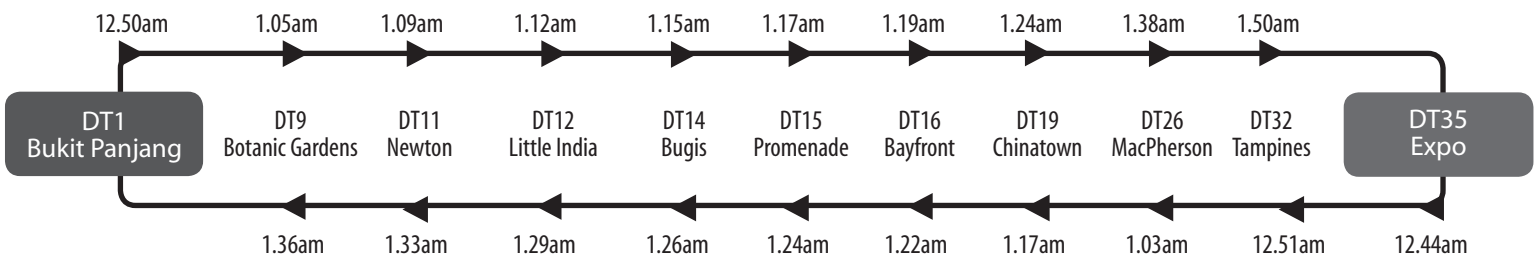 12.50am 1.05am 1.09am 1.12am 1.15am 1.17am 1.19am 1.24am 1.38am 1.50am
DT1 DT9 DT11 DT12 DT14 DT15 DT16 DT19 DT26 DT32 DT35
Bukit Panjang Botanic Gardens Newton Little India Bugis Promenade Bayfront Chinatown MacPherson Tampines Expo
1.36am 1.33am 1.29am 1.26am 1.24am 1.22am 1.17am 1.03am 12.51am 12.44am